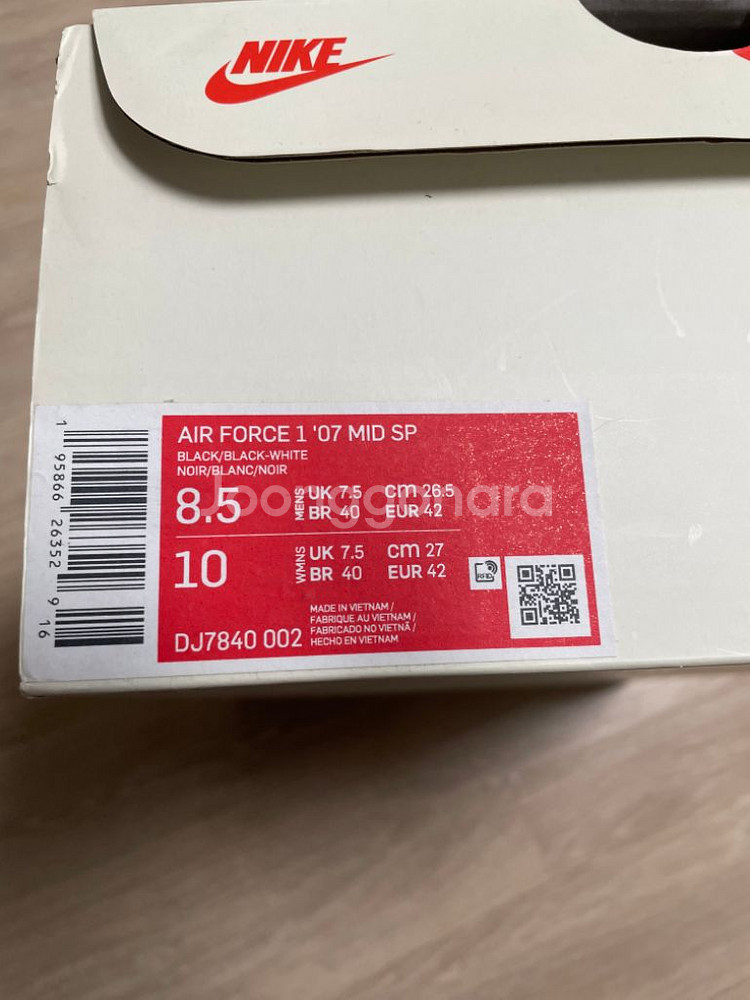 NIKE
AIR FORCE 1 '07 MID SP
BLACK/BLACK-WHITE
NOIR/BLANC/NOIR
8.5 MENS UK 7.5 cm 26.5
BR 40 EUR 42
10 WMNS UK 7.5 cm 27
BR 40 EUR 42
RFID
MADE IN VIETNAM /
FABRIQUE AU VIETNAM /
FABRICADO NO VIETNÃ /
HECHO EN VIETNAM
DJ7840 002
1 95866 26352 9 16
Joonggonara